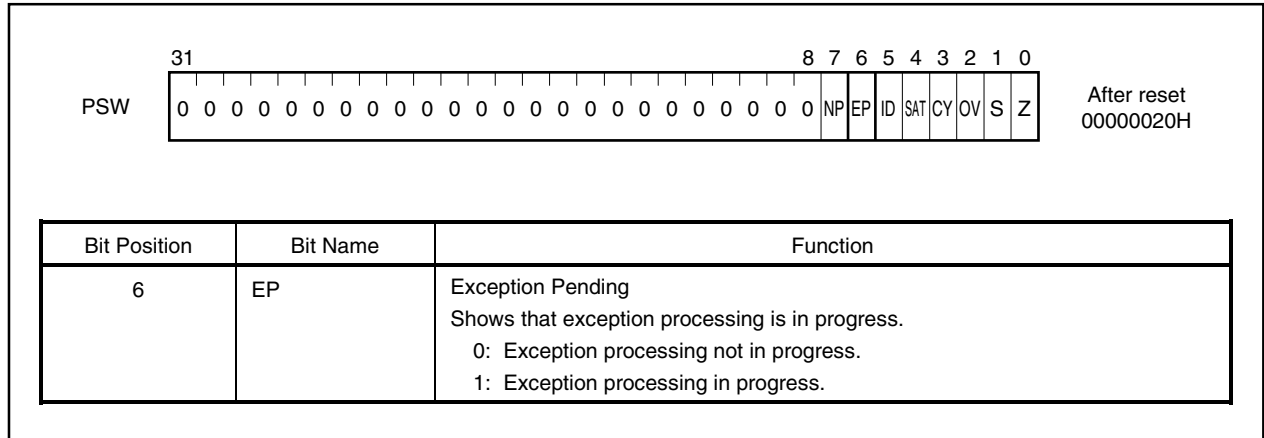 31 8 7 6 5 4 3 2 1 0
PSW 0 0 0 0 0 0 0 0 0 0 0 0 0 0 0 0 0 0 0 0 0 0 0 0 NP EP ID SAT CY OV S Z After reset
00000020H
Bit Position Bit Name Function
6 EP Exception Pending
Shows that exception processing is in progress.
0: Exception processing not in progress.
1: Exception processing in progress.